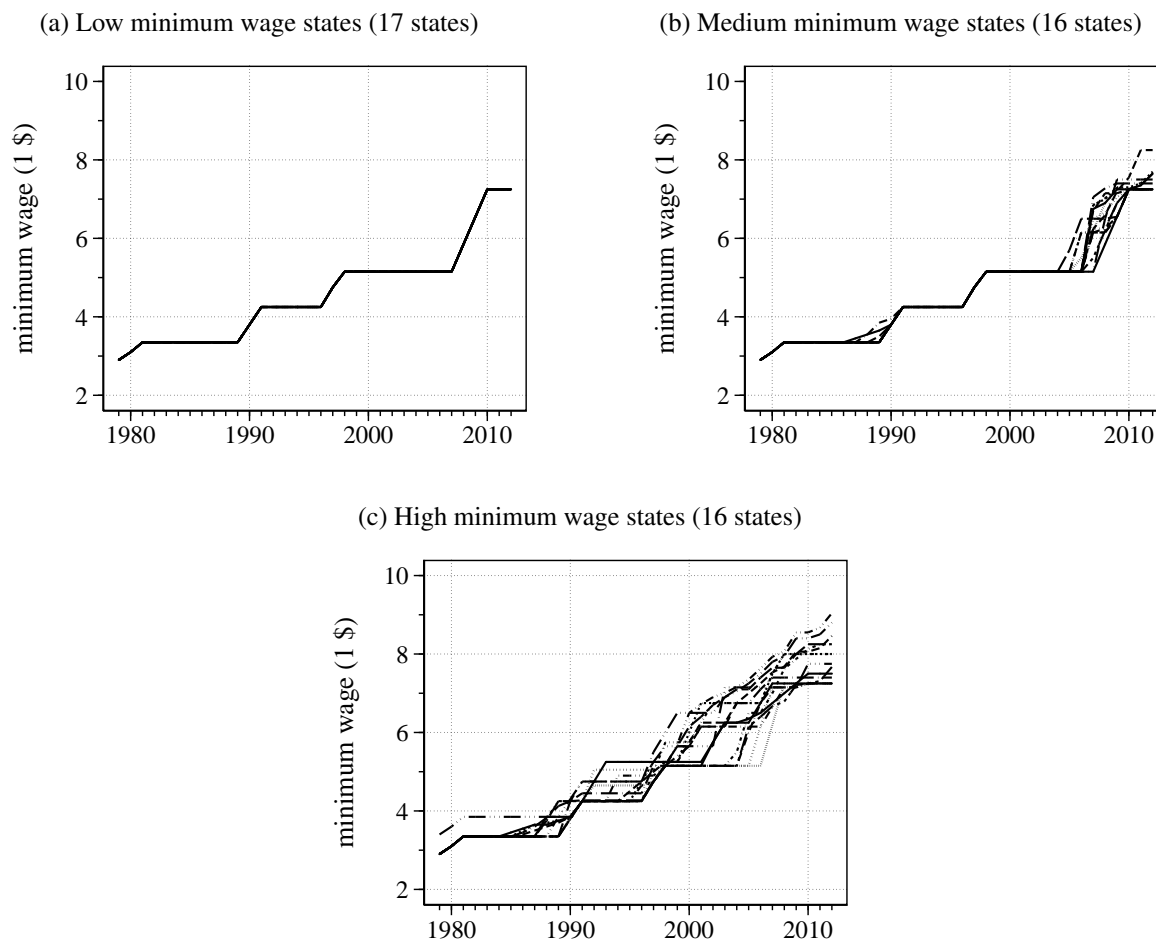 (a) Low minimum wage states (17 states)
(b) Medium minimum wage states (16 states)
10
8
6
4
2
minimum wage (1 $)
1980 1990 2000 2010
10
8
6
4
2
minimum wage (1 $)
1980 1990 2000 2010
(c) High minimum wage states (16 states)
10
8
6
4
2
minimum wage (1 $)
1980 1990 2000 2010